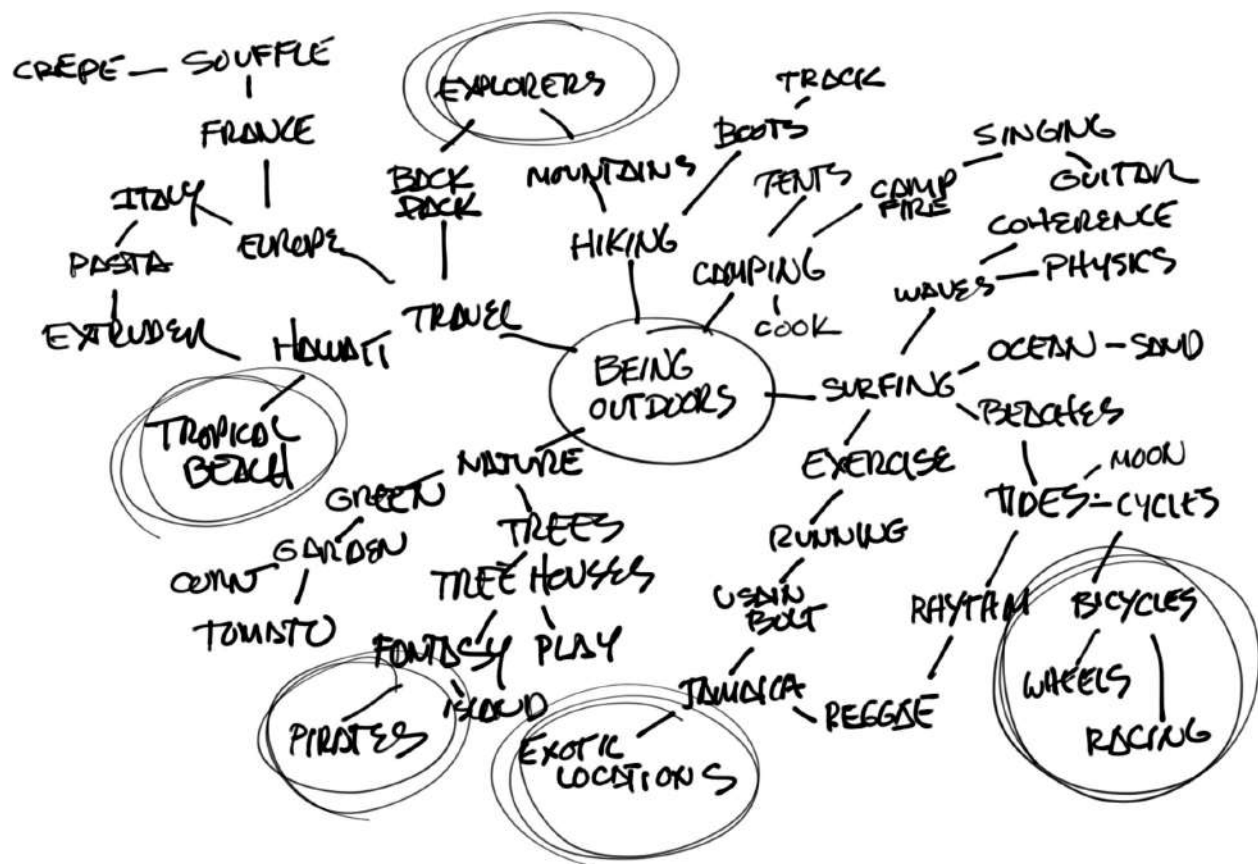 CREPE — SOUFFLE
EXPLORERS
TRACK
FRANCE
BOOTS
SINGING
ITALY
BACK
PACK
MOUNTAINS
TENTS
CAMP
FIRE
GUITAR
PASTA
EUROPE
HIKING
CAMPING
COHERENCE
WAVES
PHYSICS
EXTRUDER
HAWAII
TRAVEL
COOK
BEING
OUTDOORS
SURFING
OCEAN — SAND
BEACHES
TROPICAL
BEACH
NATURE
EXERCISE
MOON
GREEN
TIDES
CYCLES
GARDEN
TREES
RUNNING
CORN
TREE HOUSES
TOMATO
USAIN
BOLT
RHYTHM
BICYCLES
FANTASY
PLAY
WHEELS
JAMAICA
REGGAE
PIRATES
ISLAND
RACING
EXOTIC
LOCATIONS